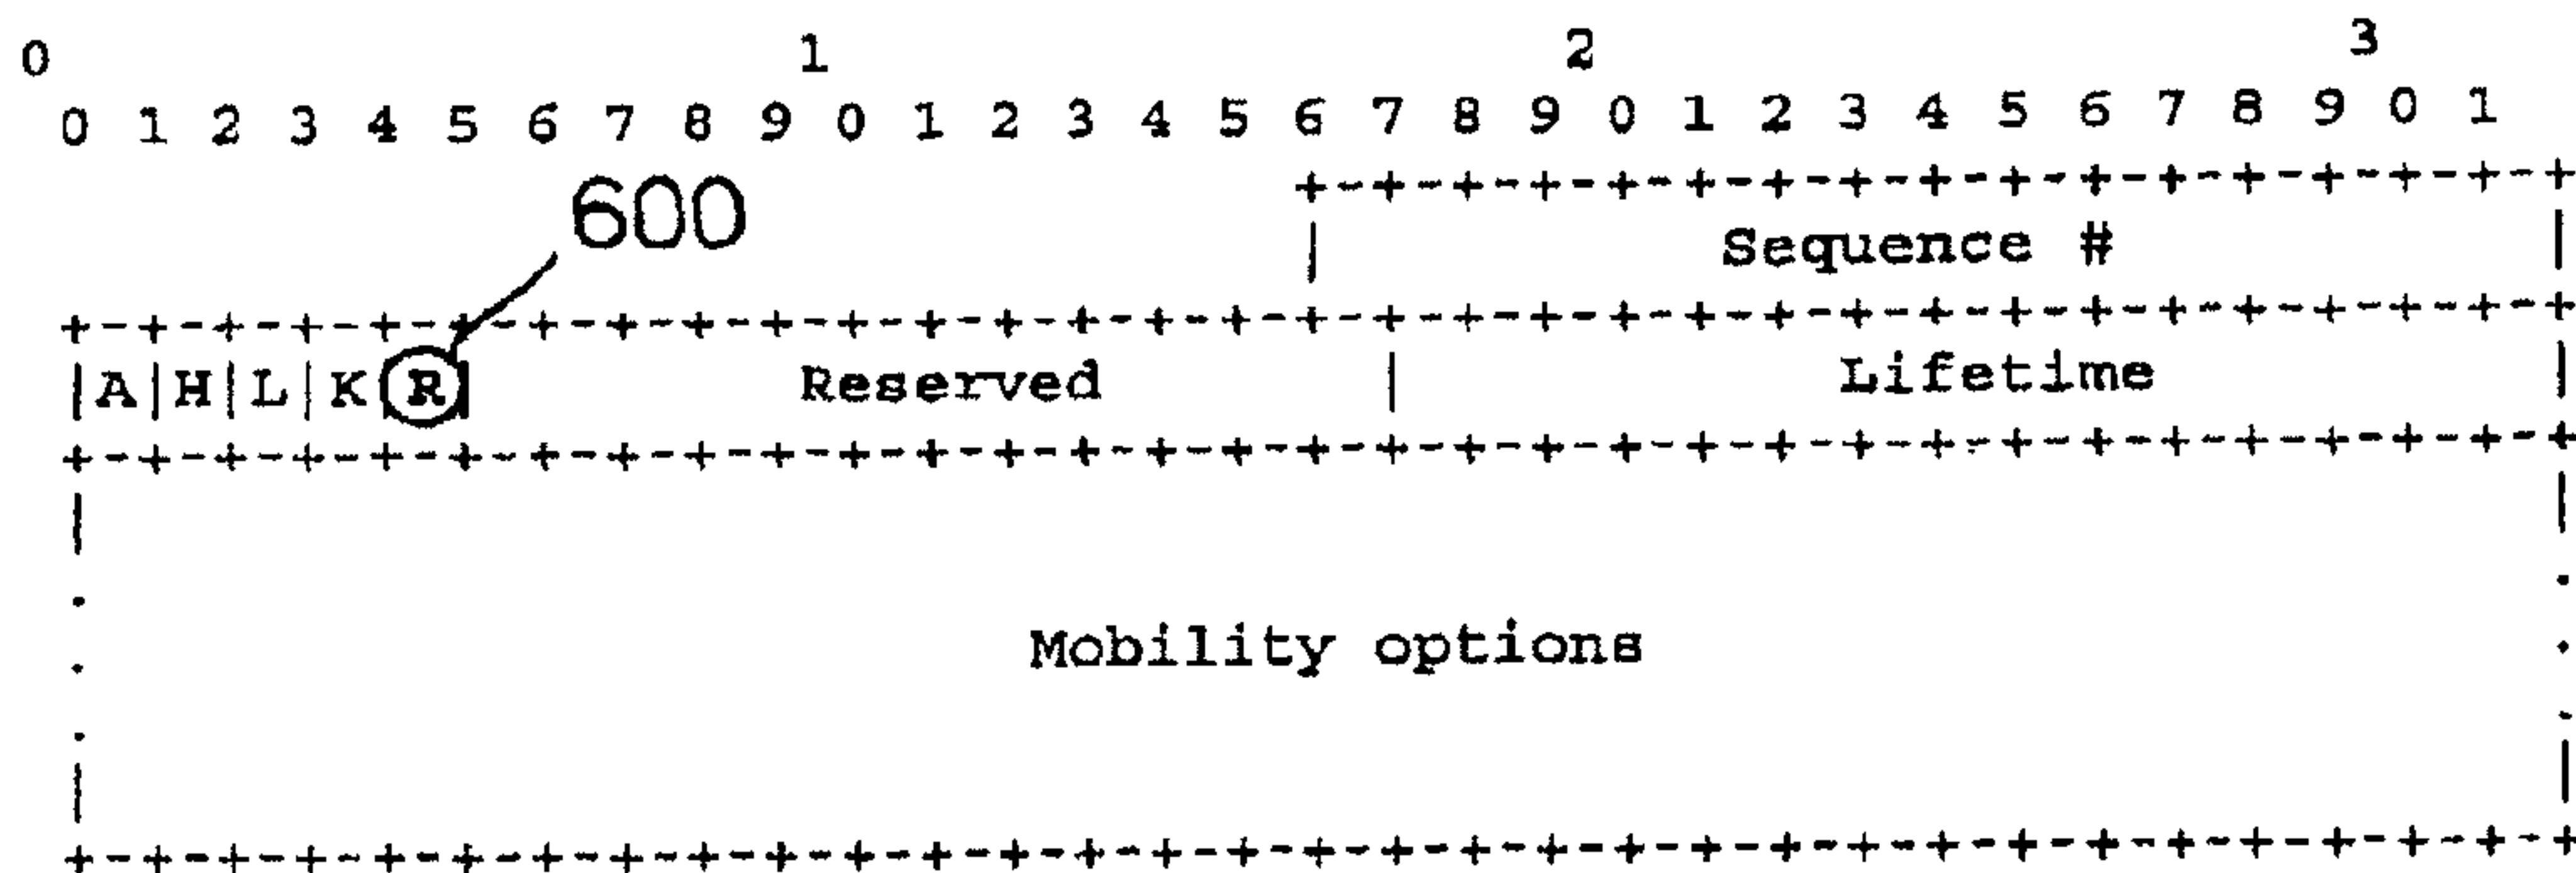 0                   1                   2                   3
0 1 2 3 4 5 6 7 8 9 0 1 2 3 4 5 6 7 8 9 0 1 2 3 4 5 6 7 8 9 0 1
+-+-+-+-+-+-+-+-+-+-+-+-+-+-+-+-+
600
| Sequence # |
+-+-+-+-+-+-+-+-+-+-+-+-+-+-+-+-+-+-+-+-+-+-+-+-+-+-+-+-+-+-+-+-+
|A|H|L|K|R| Reserved | Lifetime |
+-+-+-+-+-+-+-+-+-+-+-+-+-+-+-+-+-+-+-+-+-+-+-+-+-+-+-+-+-+-+-+-+
| |
. .
. Mobility options .
. .
| |
+-+-+-+-+-+-+-+-+-+-+-+-+-+-+-+-+-+-+-+-+-+-+-+-+-+-+-+-+-+-+-+-+